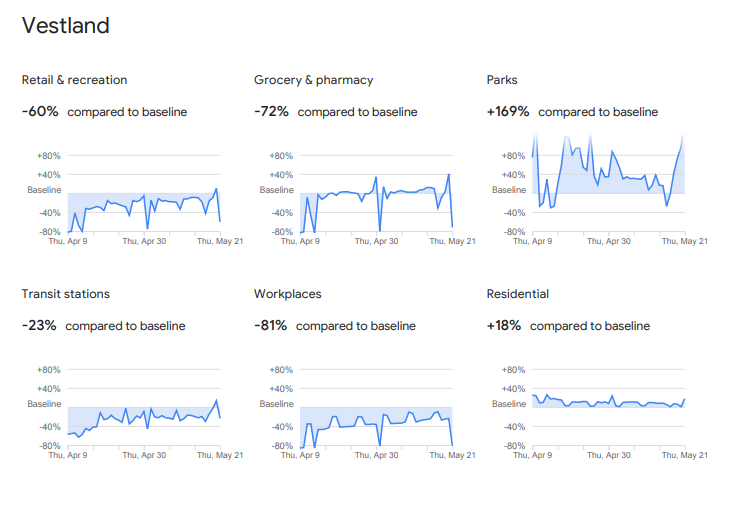 Vestland
Retail & recreation
-60% compared to baseline
+80%
+40%
Baseline
-40%
-80%
Thu, Apr 9 Thu, Apr 30 Thu, May 21
Grocery & pharmacy
-72% compared to baseline
+80%
+40%
Baseline
-40%
-80%
Thu, Apr 9 Thu, Apr 30 Thu, May 21
Parks
+169% compared to baseline
+80%
+40%
Baseline
-40%
-80%
Thu, Apr 9 Thu, Apr 30 Thu, May 21
Transit stations
-23% compared to baseline
+80%
+40%
Baseline
-40%
-80%
Thu, Apr 9 Thu, Apr 30 Thu, May 21
Workplaces
-81% compared to baseline
+80%
+40%
Baseline
-40%
-80%
Thu, Apr 9 Thu, Apr 30 Thu, May 21
Residential
+18% compared to baseline
+80%
+40%
Baseline
-40%
-80%
Thu, Apr 9 Thu, Apr 30 Thu, May 21